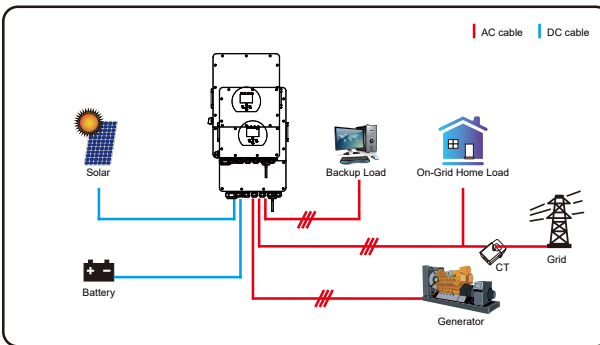 AC cable
DC cable
Solar
Backup Load
On-Grid Home Load
Battery
CT
Grid
Generator